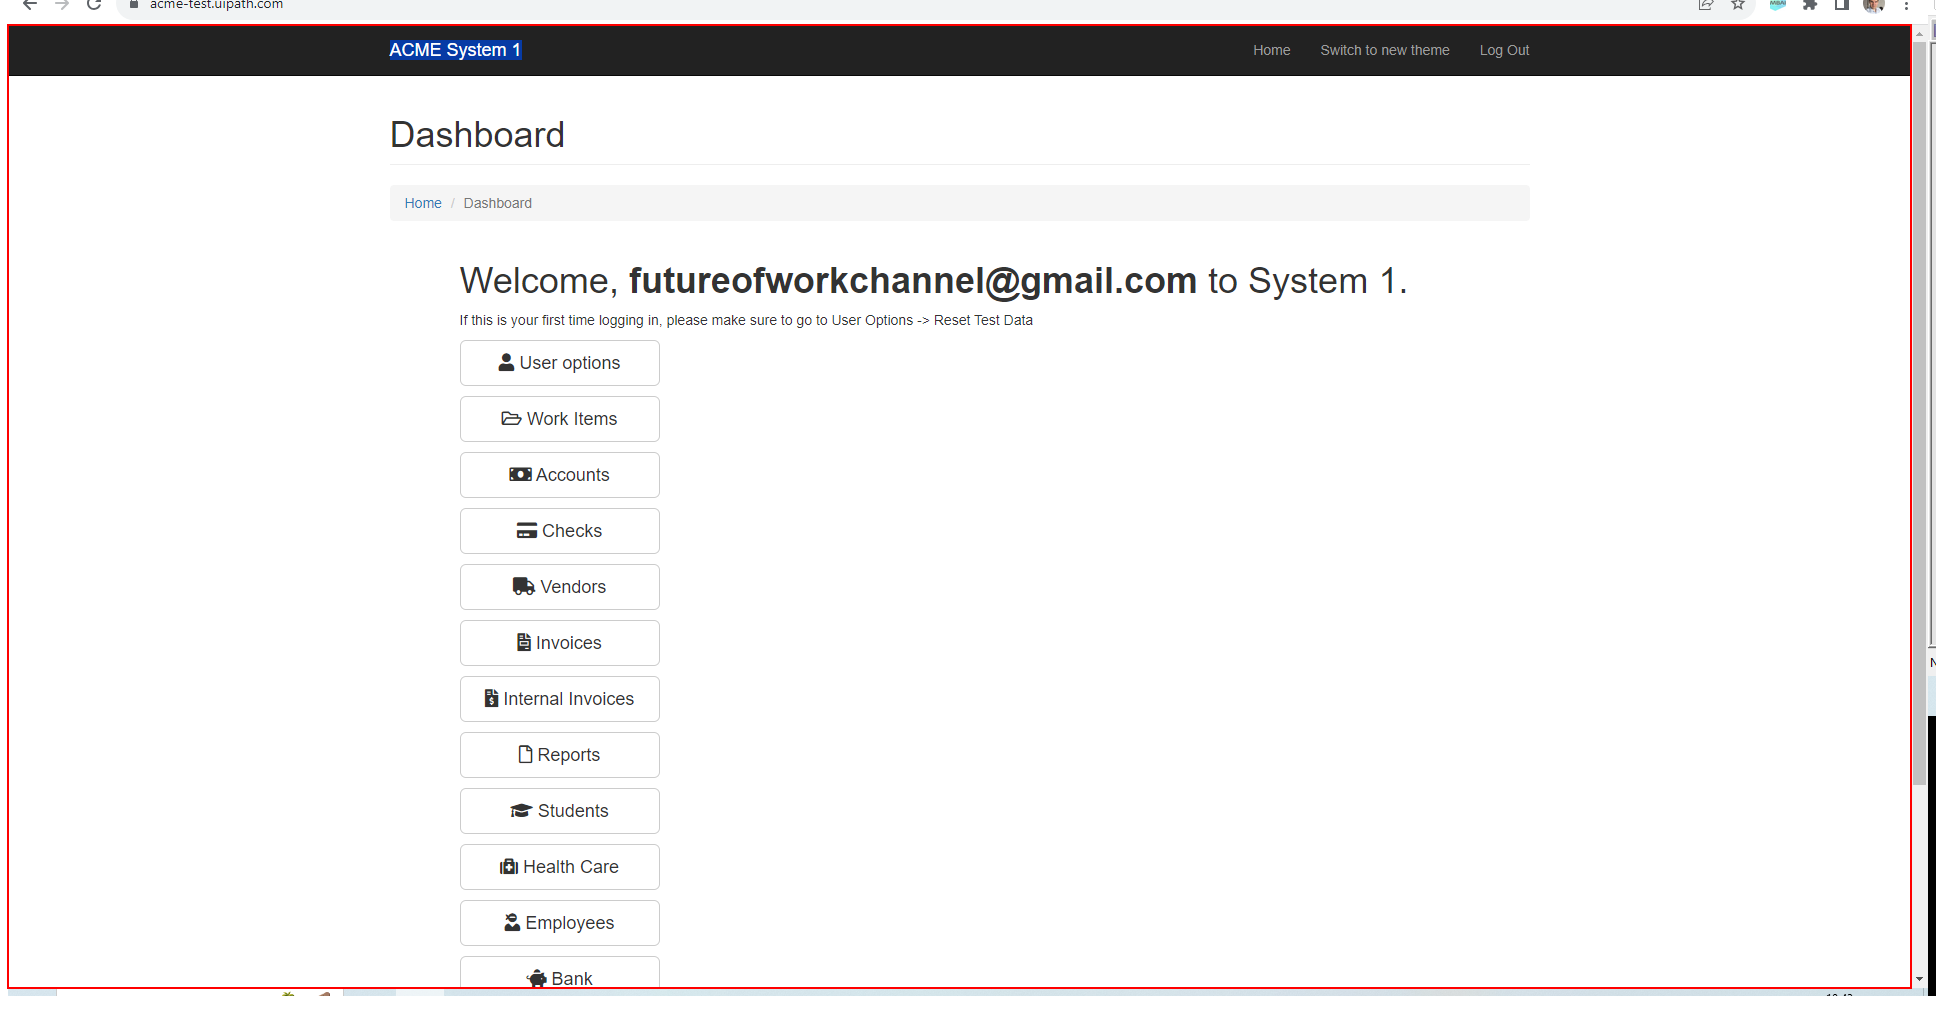 acme-test.uipath.com
ACME System 1
Home Switch to new theme Log Out
Dashboard
Home / Dashboard
Welcome, futureofworkchannel@gmail.com to System 1.
If this is your first time logging in, please make sure to go to User Options -> Reset Test Data
User options
Work Items
Accounts
Checks
Vendors
Invoices
Internal Invoices
Reports
Students
Health Care
Employees
Bank